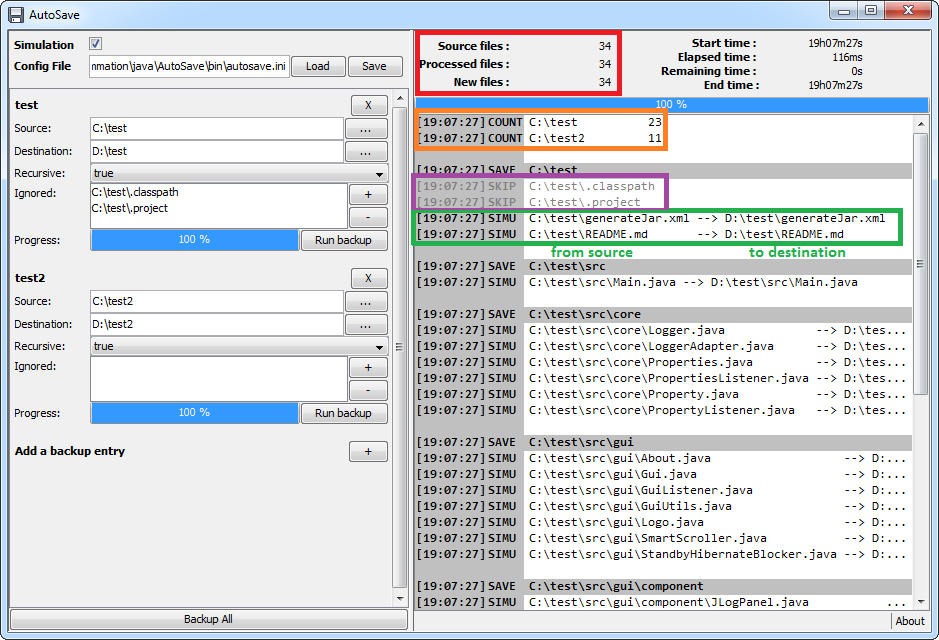 AutoSave
Simulation
Config File nmation\java\AutoSave\bin\autosave.ini Load Save
test X
Source: C:\test ...
Destination: D:\test ...
Recursive: true
Ignored: C:\test\.classpath +
C:\test\.project -
Progress: 100 % Run backup
test2 X
Source: C:\test2 ...
Destination: D:\test2 ...
Recursive: true
Ignored: +
-
Progress: 100 % Run backup
Add a backup entry +
Backup All
Source files : 34
Processed files : 34
New files : 34
Start time : 19h07m27s
Elapsed time : 116ms
Remaining time : 0s
End time : 19h07m27s
100 %
[19:07:27] COUNT C:\test 23
[19:07:27] COUNT C:\test2 11
[19:07:27] SAVE C:\test
[19:07:27] SKIP C:\test\.classpath
[19:07:27] SKIP C:\test\.project
[19:07:27] SIMU C:\test\generateJar.xml --> D:\test\generateJar.xml
[19:07:27] SIMU C:\test\README.md --> D:\test\README.md
from source to destination
[19:07:27] SAVE C:\test\src
[19:07:27] SIMU C:\test\src\Main.java --> D:\test\src\Main.java
[19:07:27] SAVE C:\test\src\core
[19:07:27] SIMU C:\test\src\core\Logger.java --> D:\tes...
[19:07:27] SIMU C:\test\src\core\LoggerAdapter.java --> D:\tes...
[19:07:27] SIMU C:\test\src\core\Properties.java --> D:\tes...
[19:07:27] SIMU C:\test\src\core\PropertiesListener.java --> D:\tes...
[19:07:27] SIMU C:\test\src\core\Property.java --> D:\tes...
[19:07:27] SIMU C:\test\src\core\PropertyListener.java --> D:\tes...
[19:07:27] SAVE C:\test\src\gui
[19:07:27] SIMU C:\test\src\gui\About.java --> D:...
[19:07:27] SIMU C:\test\src\gui\Gui.java --> D:...
[19:07:27] SIMU C:\test\src\gui\GuiListener.java --> D:...
[19:07:27] SIMU C:\test\src\gui\GuiUtils.java --> D:...
[19:07:27] SIMU C:\test\src\gui\Logo.java --> D:...
[19:07:27] SIMU C:\test\src\gui\SmartScroller.java --> D:...
[19:07:27] SIMU C:\test\src\gui\StandbyHibernateBlocker.java --> D:...
[19:07:27] SAVE C:\test\src\gui\component
[19:07:27] SIMU C:\test\src\gui\component\JLogPanel.java ...
About